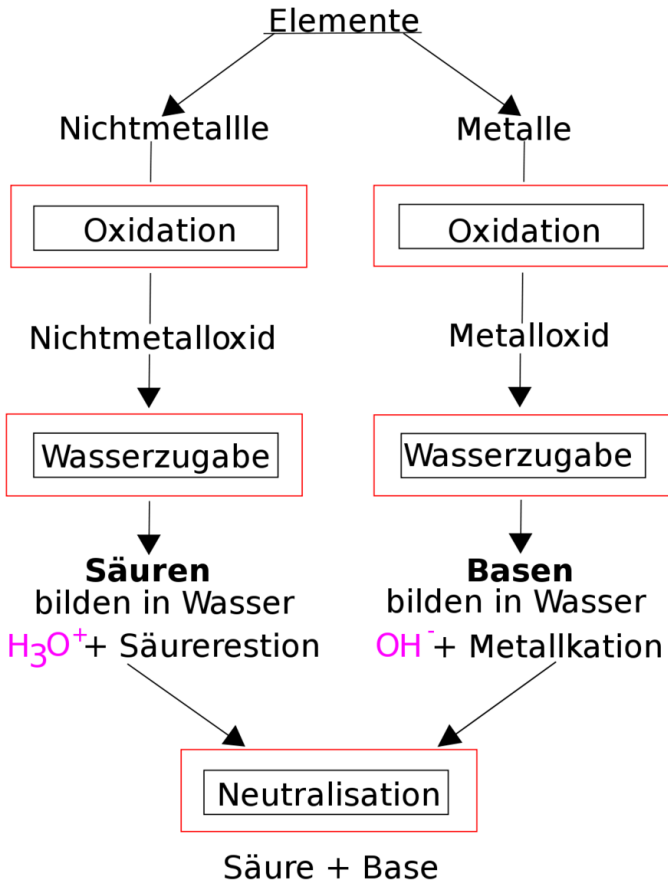 Elemente
Nichtmetallle
Metalle
Oxidation
Oxidation
Nichtmetalloxid
Metalloxid
Wasserzugabe
Wasserzugabe
Säuren
bilden in Wasser
H₃O⁺+ Säurerestion
Basen
bilden in Wasser
OH⁻+ Metallkation
Neutralisation
Säure + Base